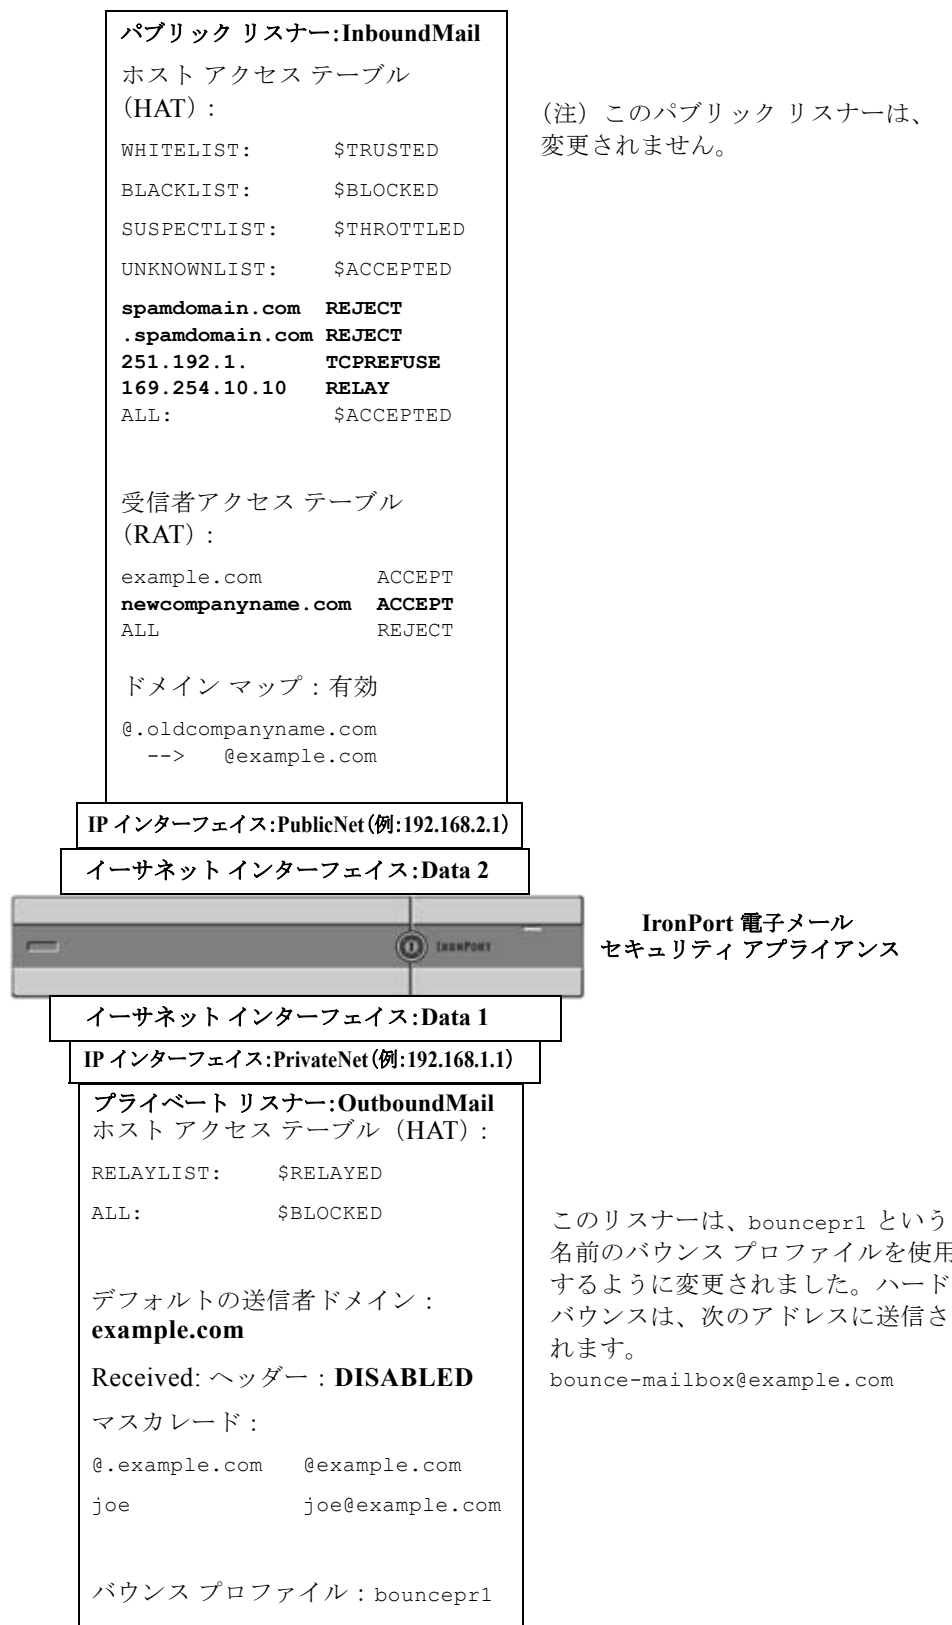 パブリック リスナー:InboundMail
ホスト アクセス テーブル
(HAT):
WHITELIST: $TRUSTED
BLACKLIST: $BLOCKED
SUSPECTLIST: $THROTTLED
UNKNOWNLIST: $ACCEPTED
spamdomain.com REJECT
.spamdomain.com REJECT
251.192.1. TCPREFUSE
169.254.10.10 RELAY
ALL: $ACCEPTED
受信者アクセス テーブル
(RAT):
example.com ACCEPT
newcompanyname.com ACCEPT
ALL REJECT
ドメイン マップ:有効
@.oldcompanyname.com
--> @example.com
(注)このパブリック リスナーは、
変更されません。
IP インターフェイス:PublicNet(例:192.168.2.1)
イーサネット インターフェイス:Data 2
IRONPORT
IronPort 電子メール
セキュリティ アプライアンス
イーサネット インターフェイス:Data 1
IP インターフェイス:PrivateNet(例:192.168.1.1)
プライベート リスナー:OutboundMail
ホスト アクセス テーブル(HAT):
RELAYLIST: $RELAYED
ALL: $BLOCKED
デフォルトの送信者ドメイン:
example.com
Received: ヘッダー:DISABLED
マスカレード:
@.example.com @example.com
joe joe@example.com
バウンス プロファイル:bouncepr1
このリスナーは、bouncepr1 という
名前のバウンス プロファイルを使用
するように変更されました。ハード
バウンスは、次のアドレスに送信さ
れます。
bounce-mailbox@example.com